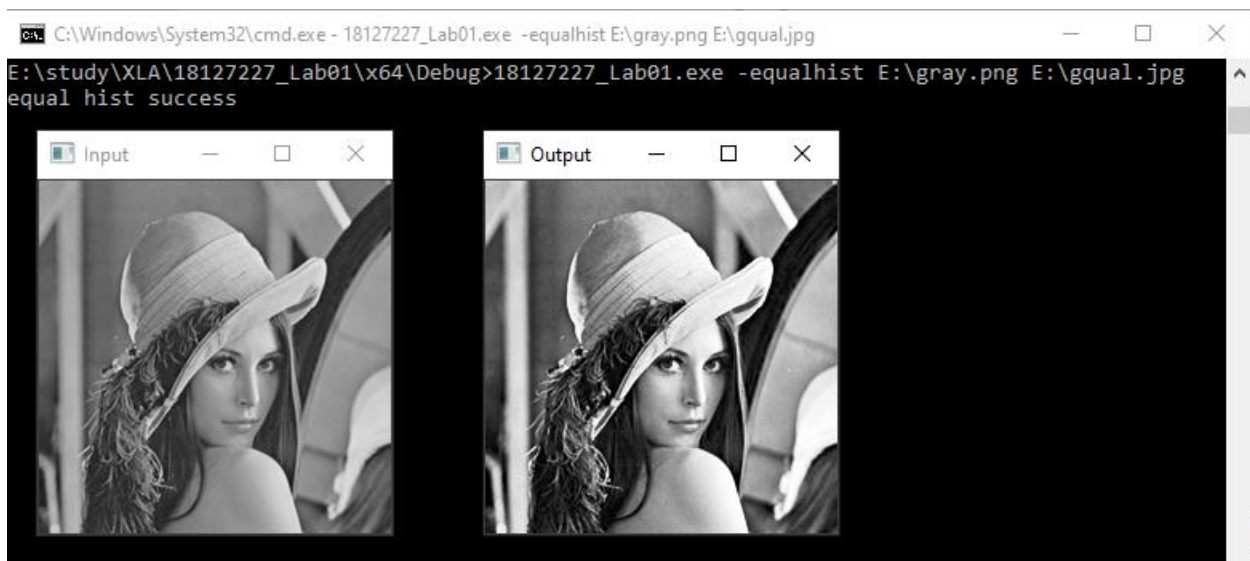 C:\Windows\System32\cmd.exe - 18127227_Lab01.exe -equalhist E:\gray.png E:\gqual.jpg
E:\study\XLA\18127227_Lab01\x64\Debug>18127227_Lab01.exe -equalhist E:\gray.png E:\gqual.jpg
equal hist success
Input
Output